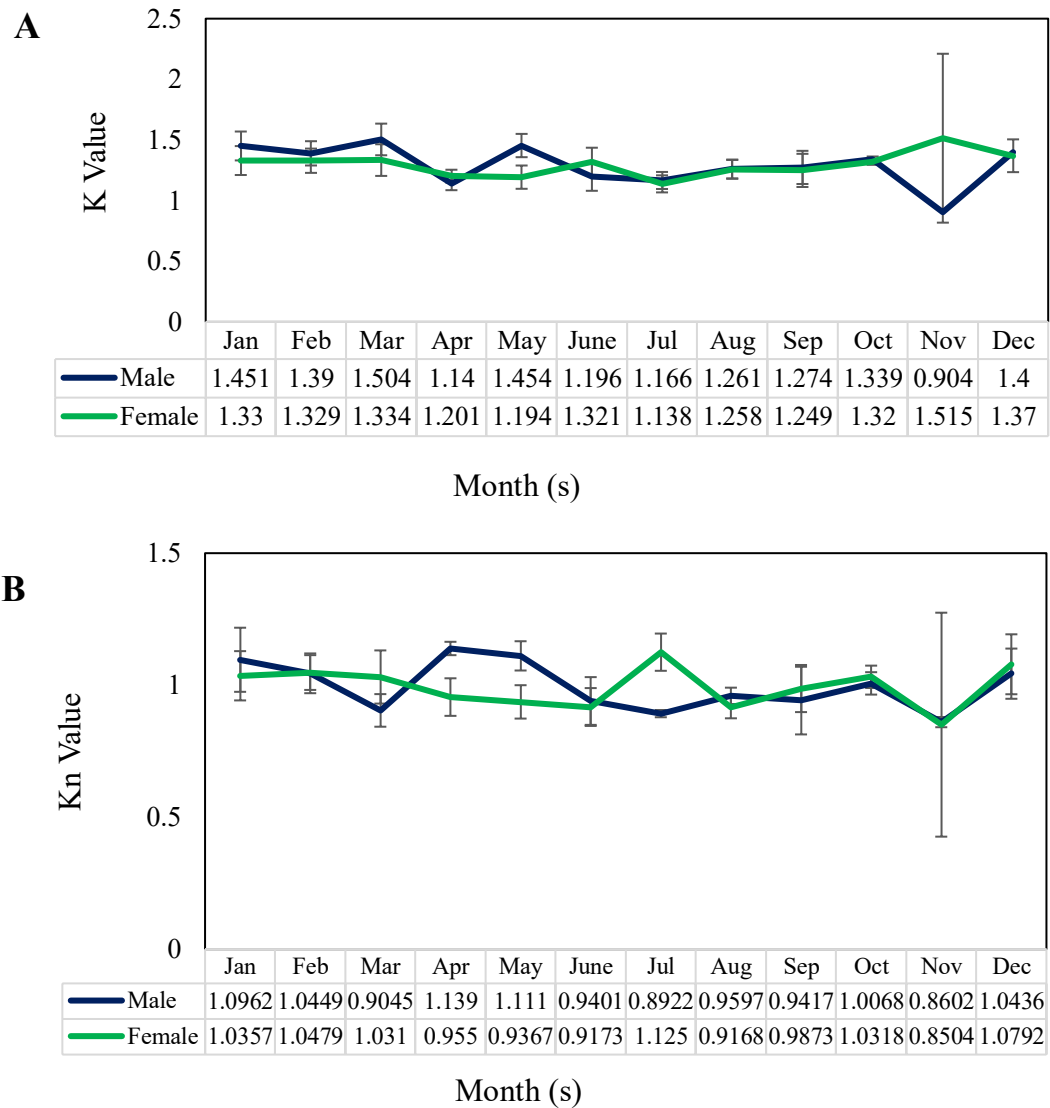 A
2.5
2
1.5
1
0.5
0
K Value
Jan Feb Mar Apr May June Jul Aug Sep Oct Nov Dec
Male 1.451 1.39 1.504 1.14 1.454 1.196 1.166 1.261 1.274 1.339 0.904 1.4
Female 1.33 1.329 1.334 1.201 1.194 1.321 1.138 1.258 1.249 1.32 1.515 1.37
Month (s)
B
1.5
1
0.5
0
Kn Value
Jan Feb Mar Apr May June Jul Aug Sep Oct Nov Dec
Male 1.0962 1.0449 0.9045 1.139 1.111 0.9401 0.8922 0.9597 0.9417 1.0068 0.8602 1.0436
Female 1.0357 1.0479 1.031 0.955 0.9367 0.9173 1.125 0.9168 0.9873 1.0318 0.8504 1.0792
Month (s)